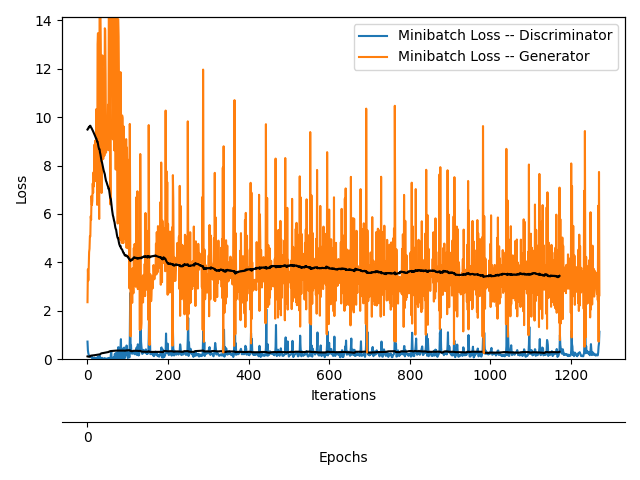 Minibatch Loss -- Discriminator
Minibatch Loss -- Generator
14
12
10
8
6
4
2
0
Loss
0 200 400 600 800 1000 1200
Iterations
0
Epochs